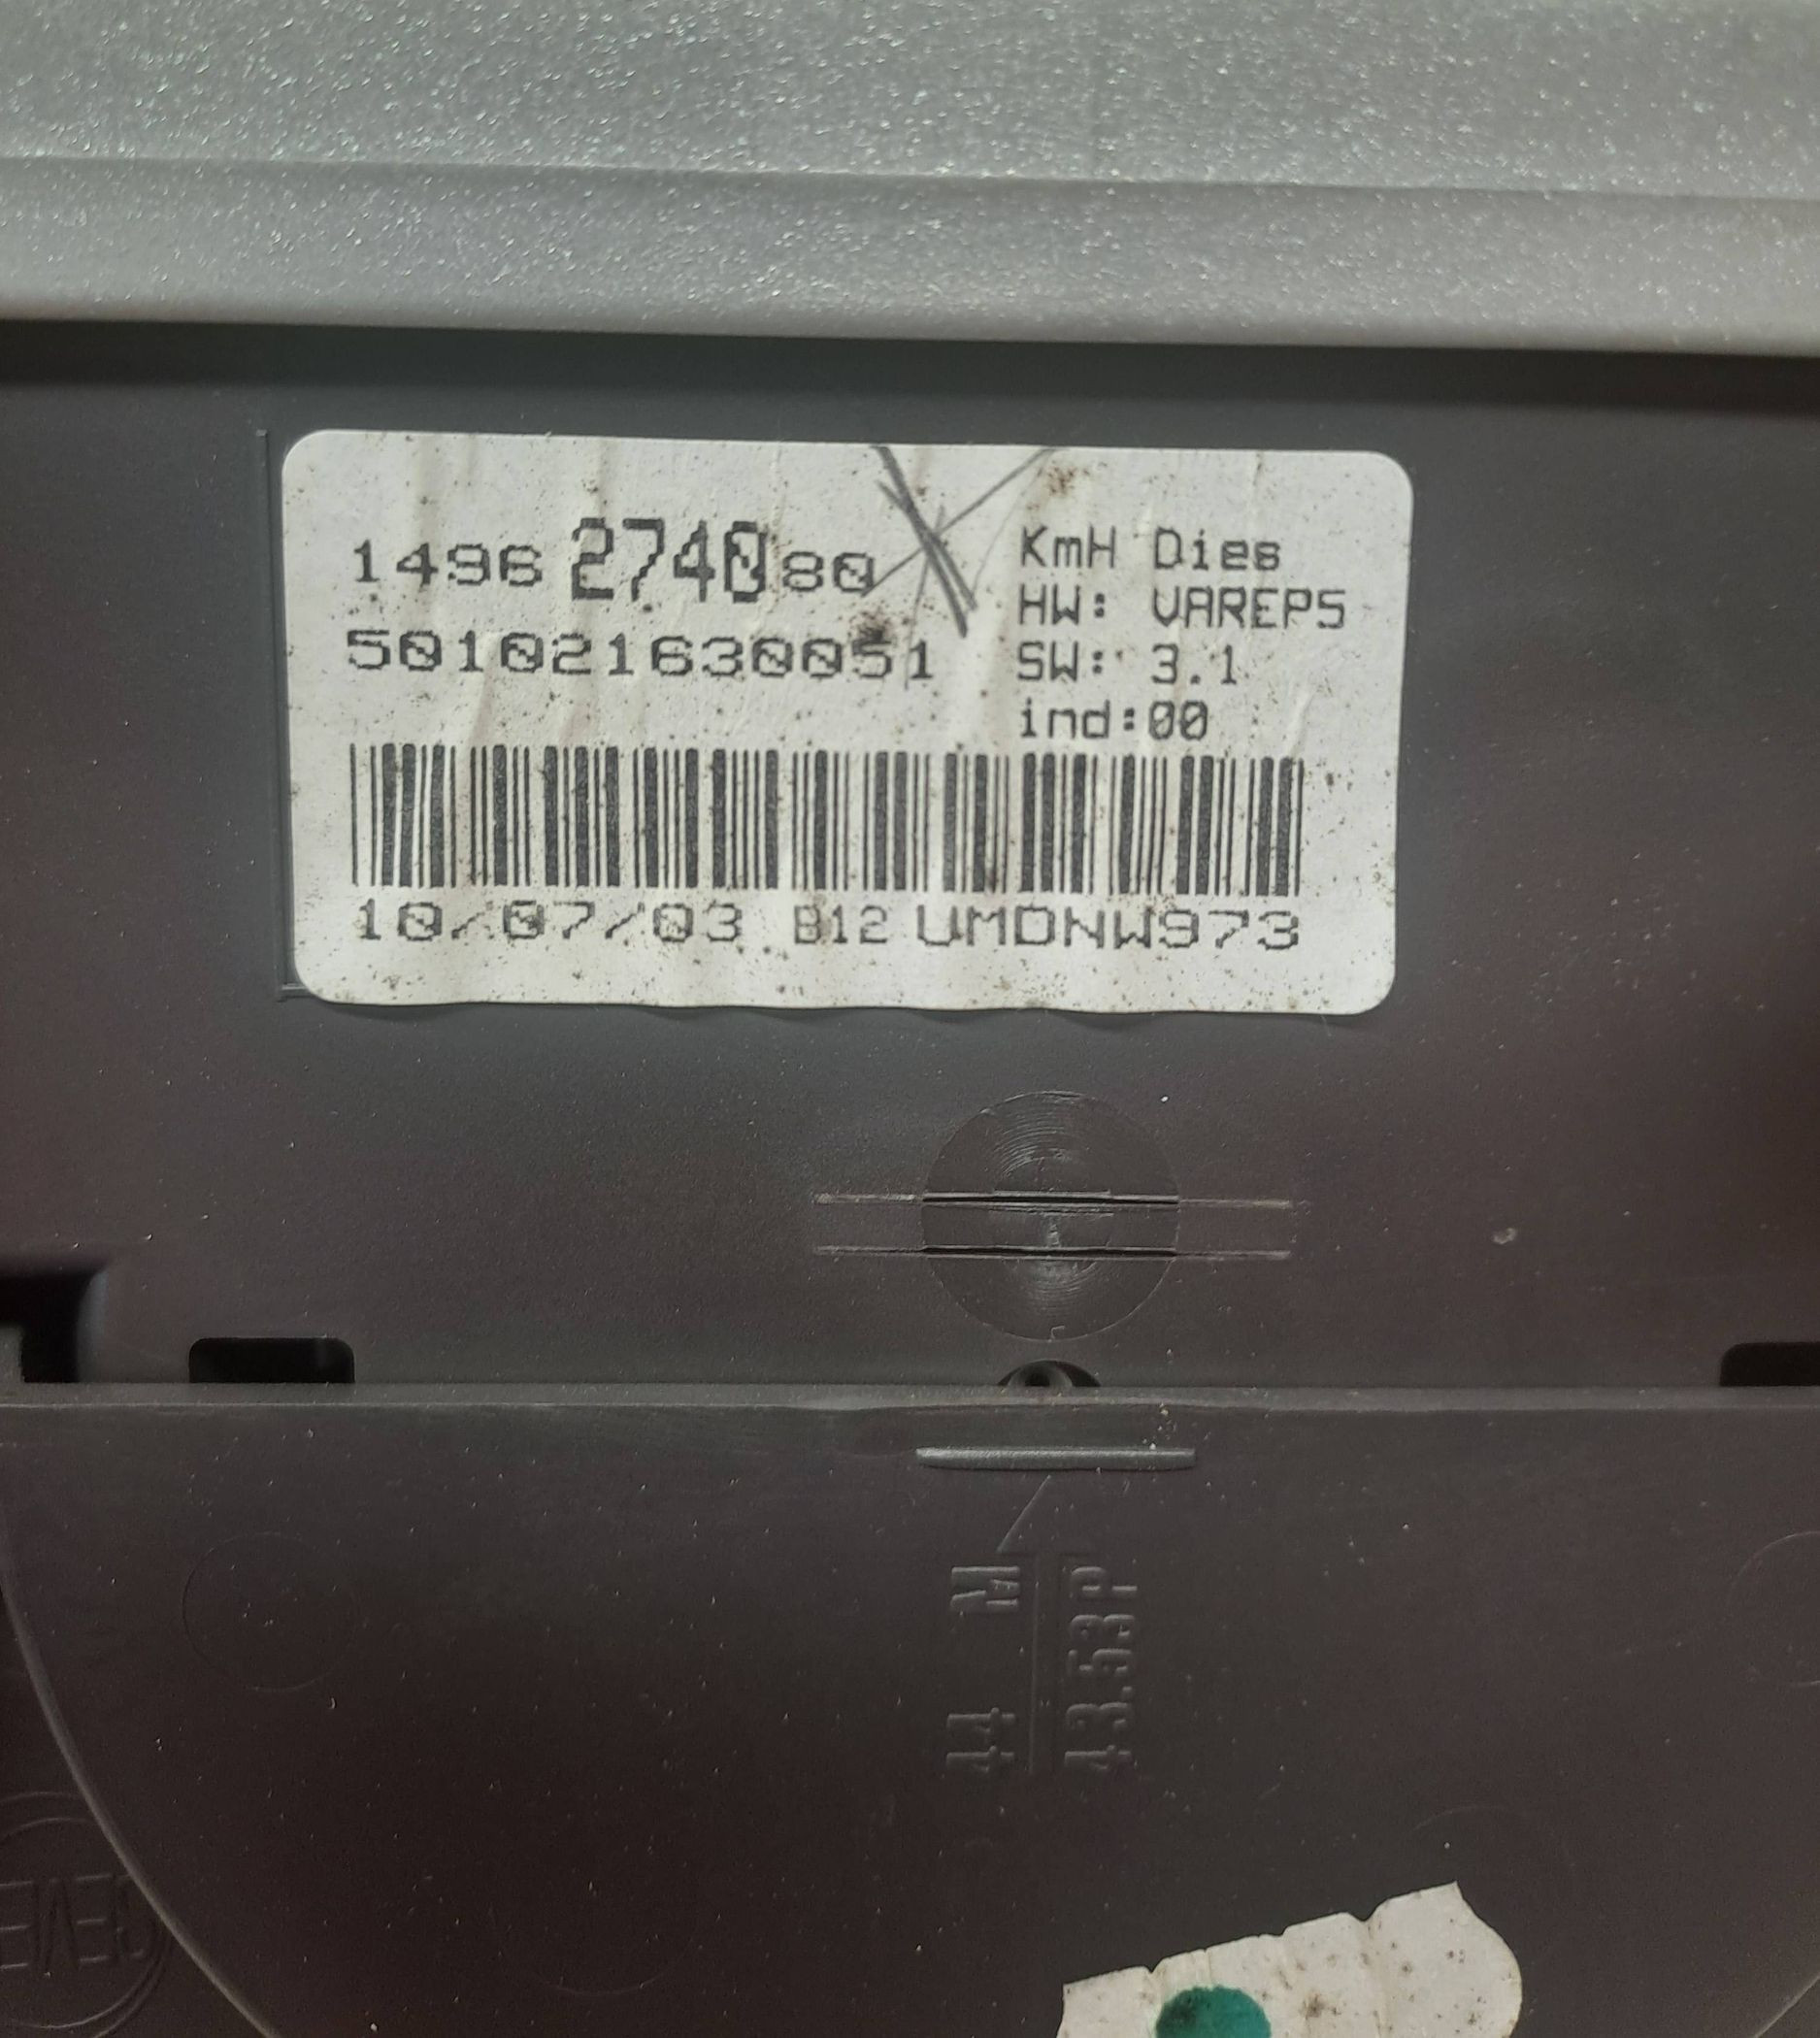 1496 2740 80
501021630051
KmH Dies
HW: VAREPS
SW: 3.1
ind:00
10/07/03 B12 UMDNW973
44 M
43.53P